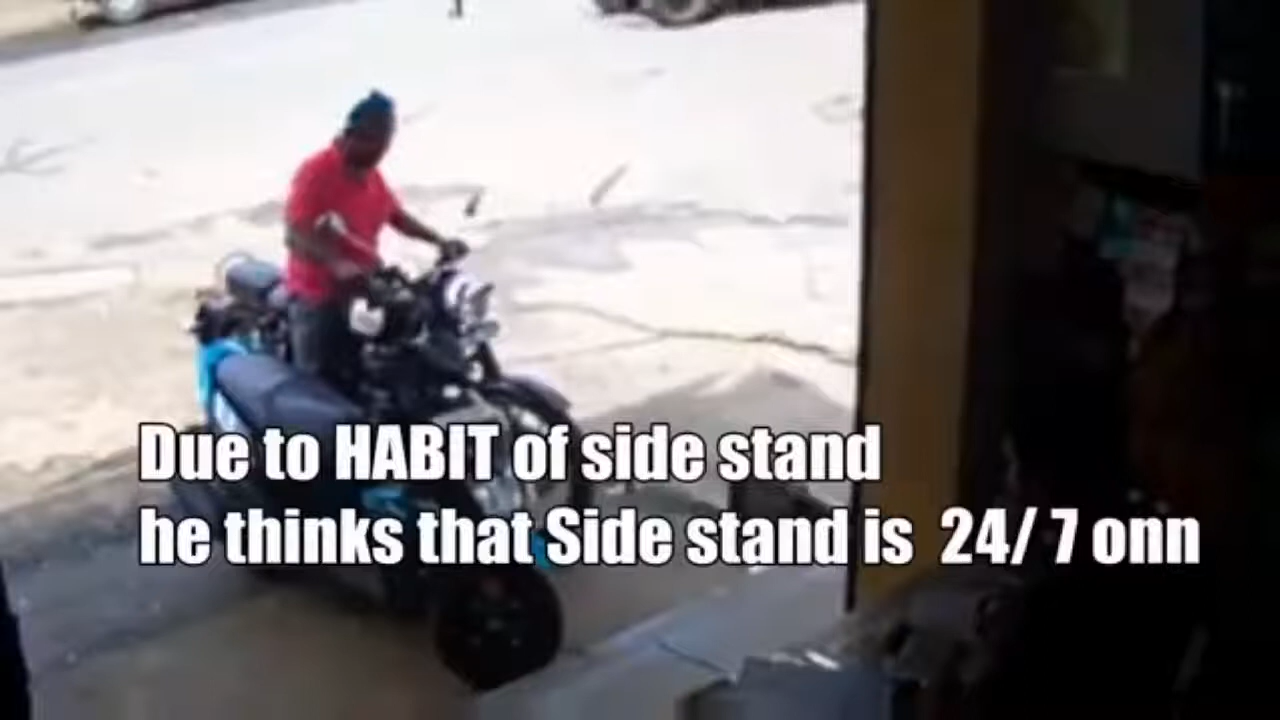 Due to HABIT of side stand
he thinks that Side stand is 24/ 7 onn